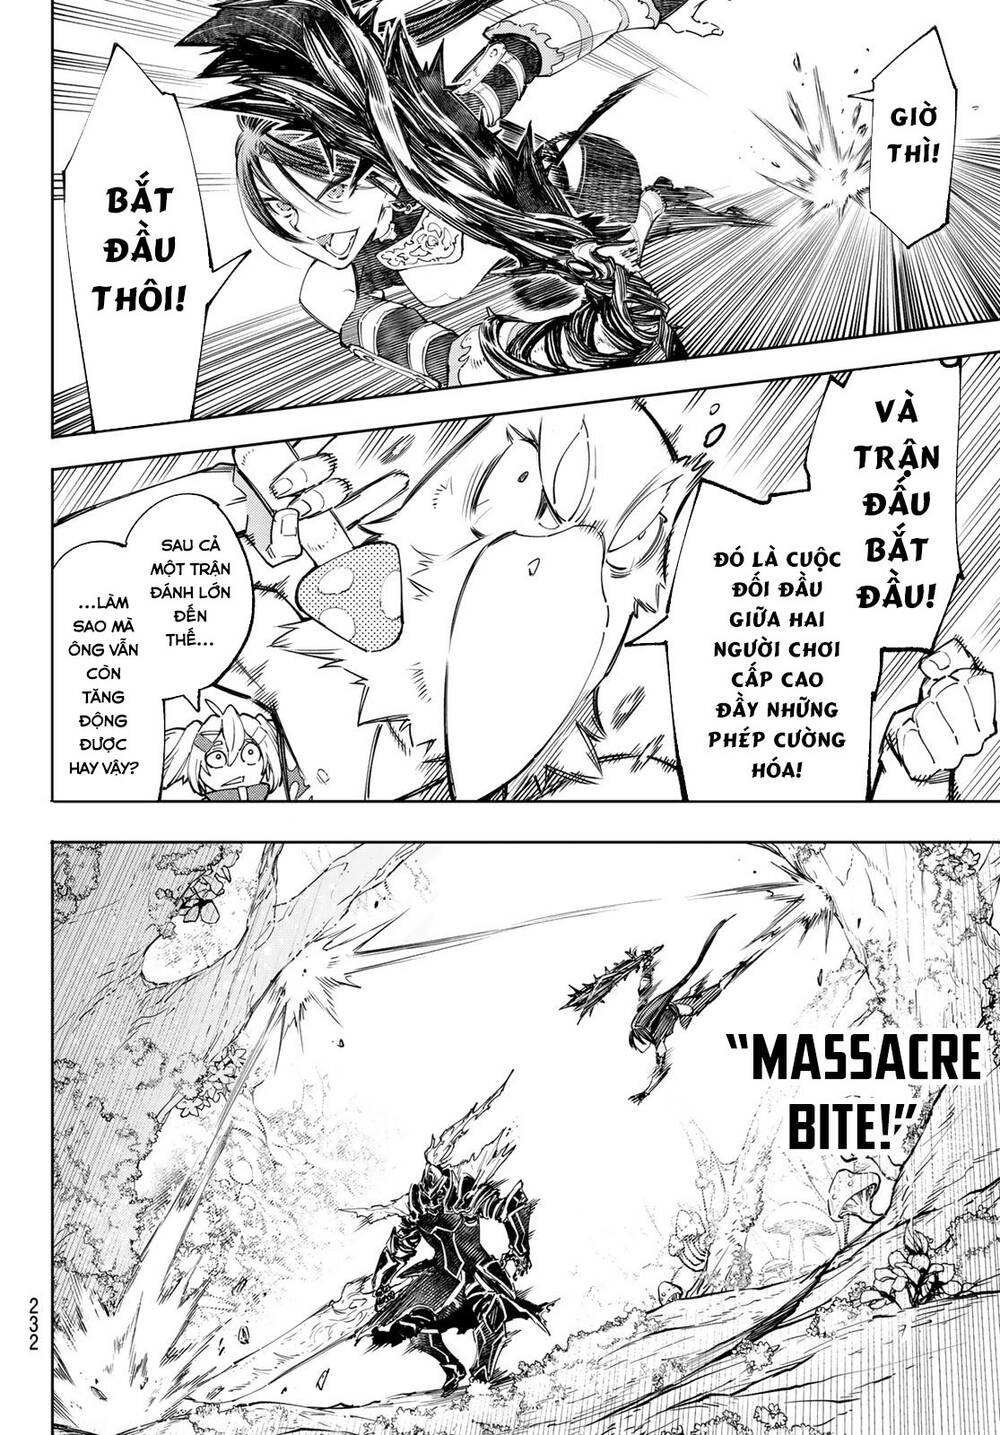 GIỜ
THÌ!
BẮT
ĐẦU
THÔI!
VÀ
TRẬN
ĐẤU
BẮT
ĐẦU!
ĐÓ LÀ CUỘC
ĐỐI ĐẦU
GIỮA HAI
NGƯỜI CHƠI
CẤP CAO
ĐẦY NHỮNG
PHÉP CƯỜNG
HÓA!
SAU CẢ
MỘT TRẬN
ĐÁNH LỚN
ĐẾN
THẾ...
...LÀM
SAO MÀ
ÔNG VẪN
CÒN
TĂNG
ĐỘNG
ĐƯỢC
HAY VẬY?
“MASSACRE
BITE!”
232